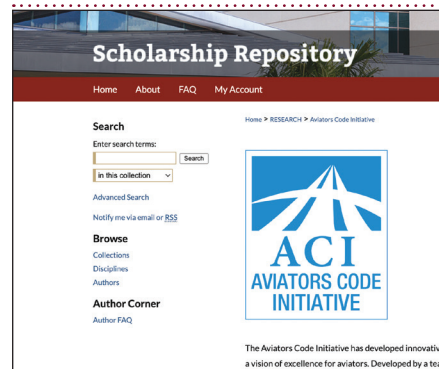 Scholarship Repository
Home About FAQ My Account
Search
Enter search terms:
Search
in this collection
Advanced Search
Notify me via email or RSS
Browse
Collections
Disciplines
Authors
Author Corner
Author FAQ
Home > RESEARCH > Aviators Code Initiative
ACI
AVIATORS CODE
INITIATIVE
The Aviators Code Initiative has developed innovativ
a vision of excellence for aviators. Developed by a tea